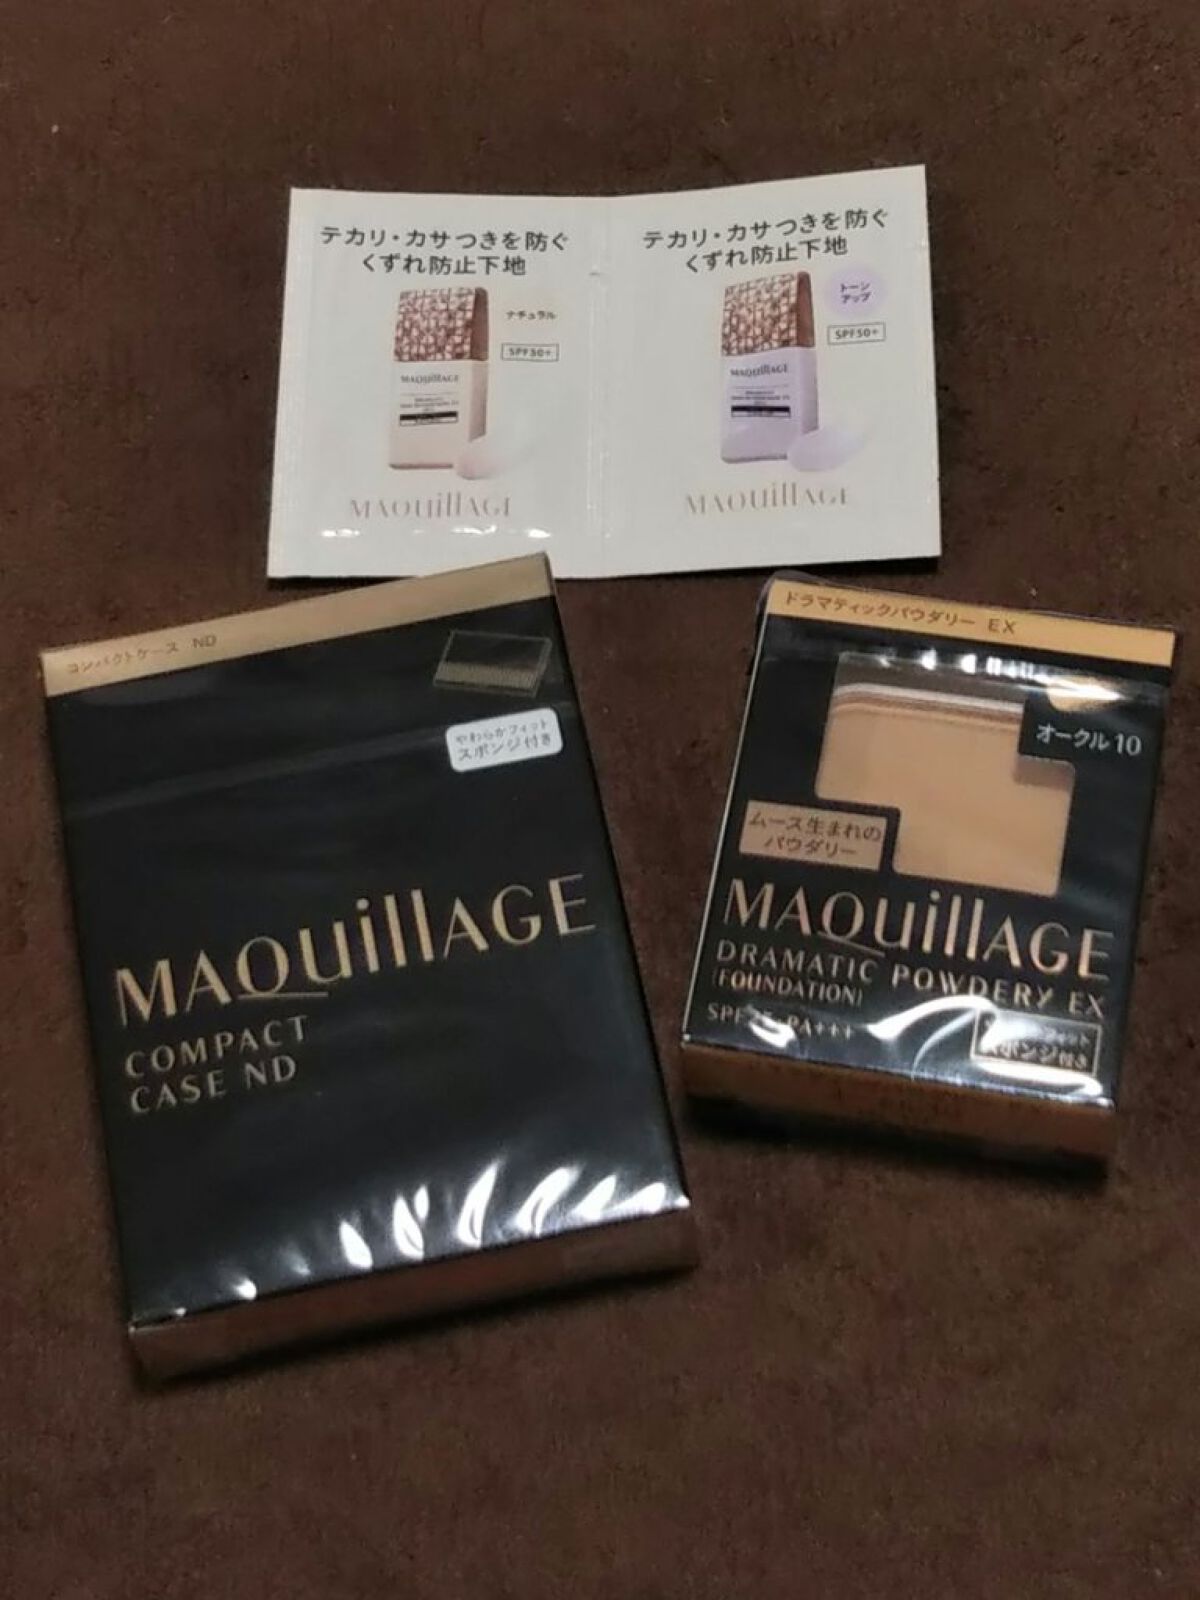 テカリ・カサつきを防ぐ
くずれ防止下地
ナチュラル
SPF50+
MAQuillAGE
MAQuillAGE
テカリ・カサつきを防ぐ
くずれ防止下地
トーン
アップ
SPF50+
MAQuillAGE
MAQuillAGE
コンパクトケース ND
やわらかフィット
スポンジ付き
MAQuillAGE
COMPACT
CASE ND
ドラマティックパウダリー EX
オークル10
ムース生まれの
パウダリー
MAQuillAGE
DRAMATIC POWDERY EX
(FOUNDATION)
PA+++
スポンジ付き